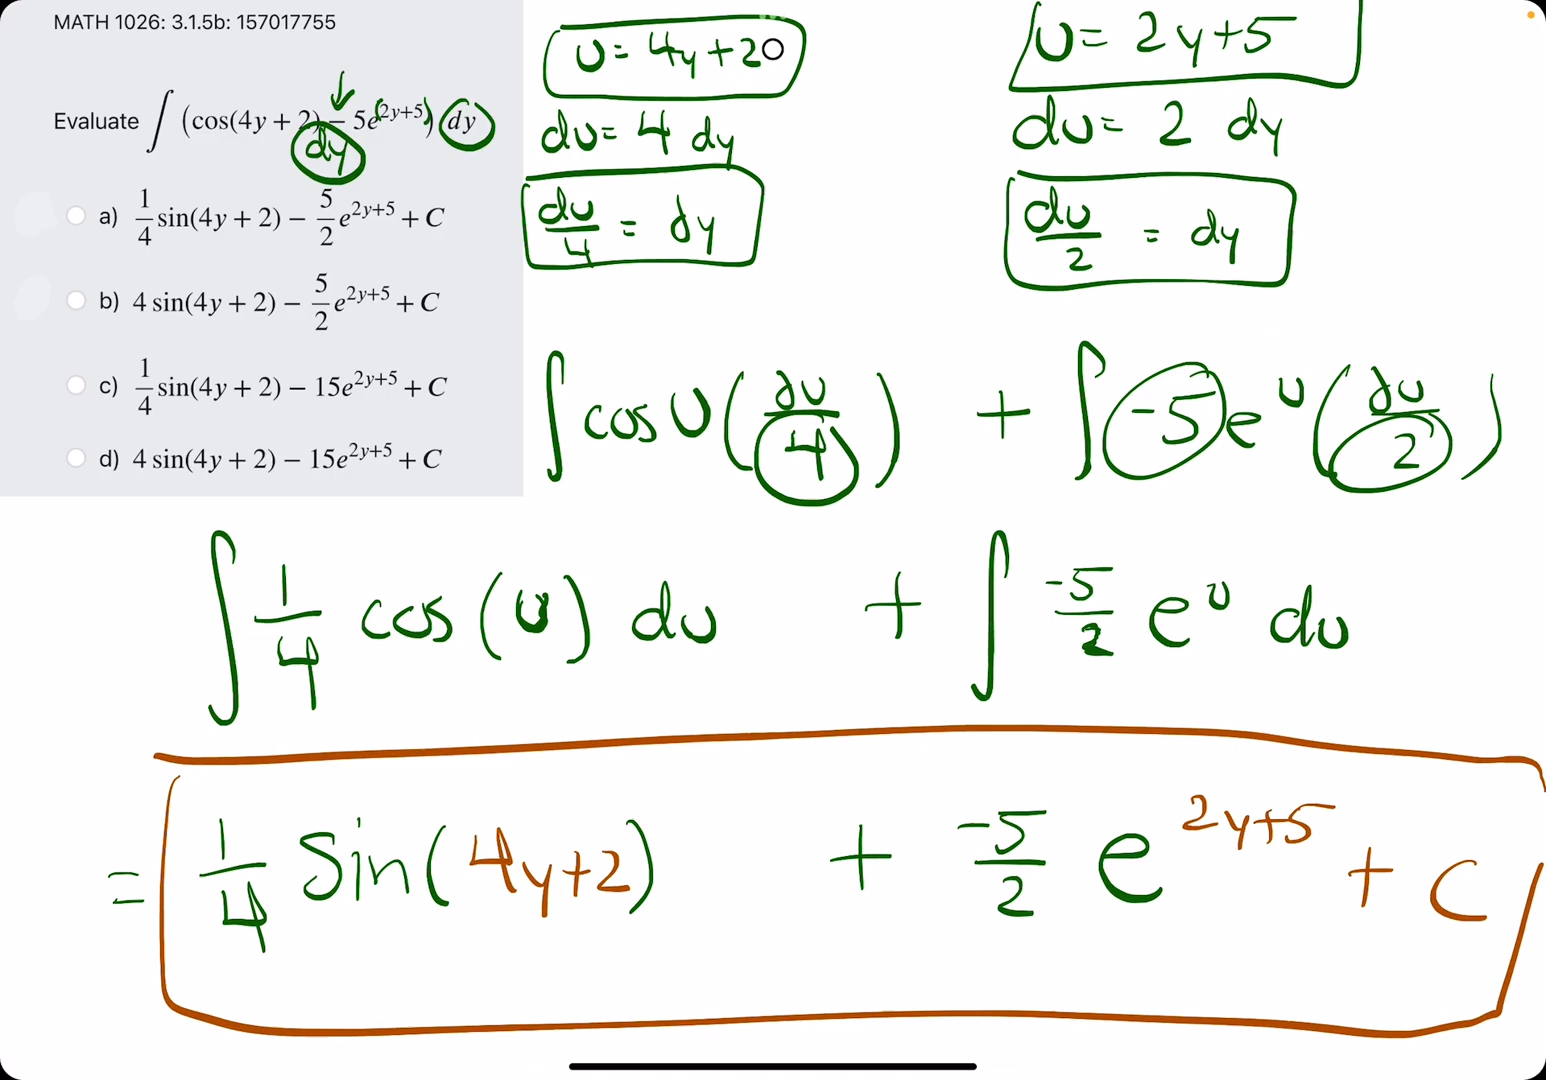 MATH 1026: 3.1.5b: 157017755
Evaluate ∫ (cos(4y + 2) − 5e^(2y+5)) dy
dy
a) 1/4 sin(4y + 2) − 5/2 e^(2y+5) + C
b) 4 sin(4y + 2) − 5/2 e^(2y+5) + C
c) 1/4 sin(4y + 2) − 15e^(2y+5) + C
d) 4 sin(4y + 2) − 15e^(2y+5) + C
u = 4y+2
du = 4 dy
du/4 = dy
u = 2y+5
du = 2 dy
du/2 = dy
∫ cos u (du/4) + ∫ -5 e^u (du/2)
∫ 1/4 cos(u) du + ∫ -5/2 e^u du
= 1/4 sin(4y+2) + -5/2 e^(2y+5) + C